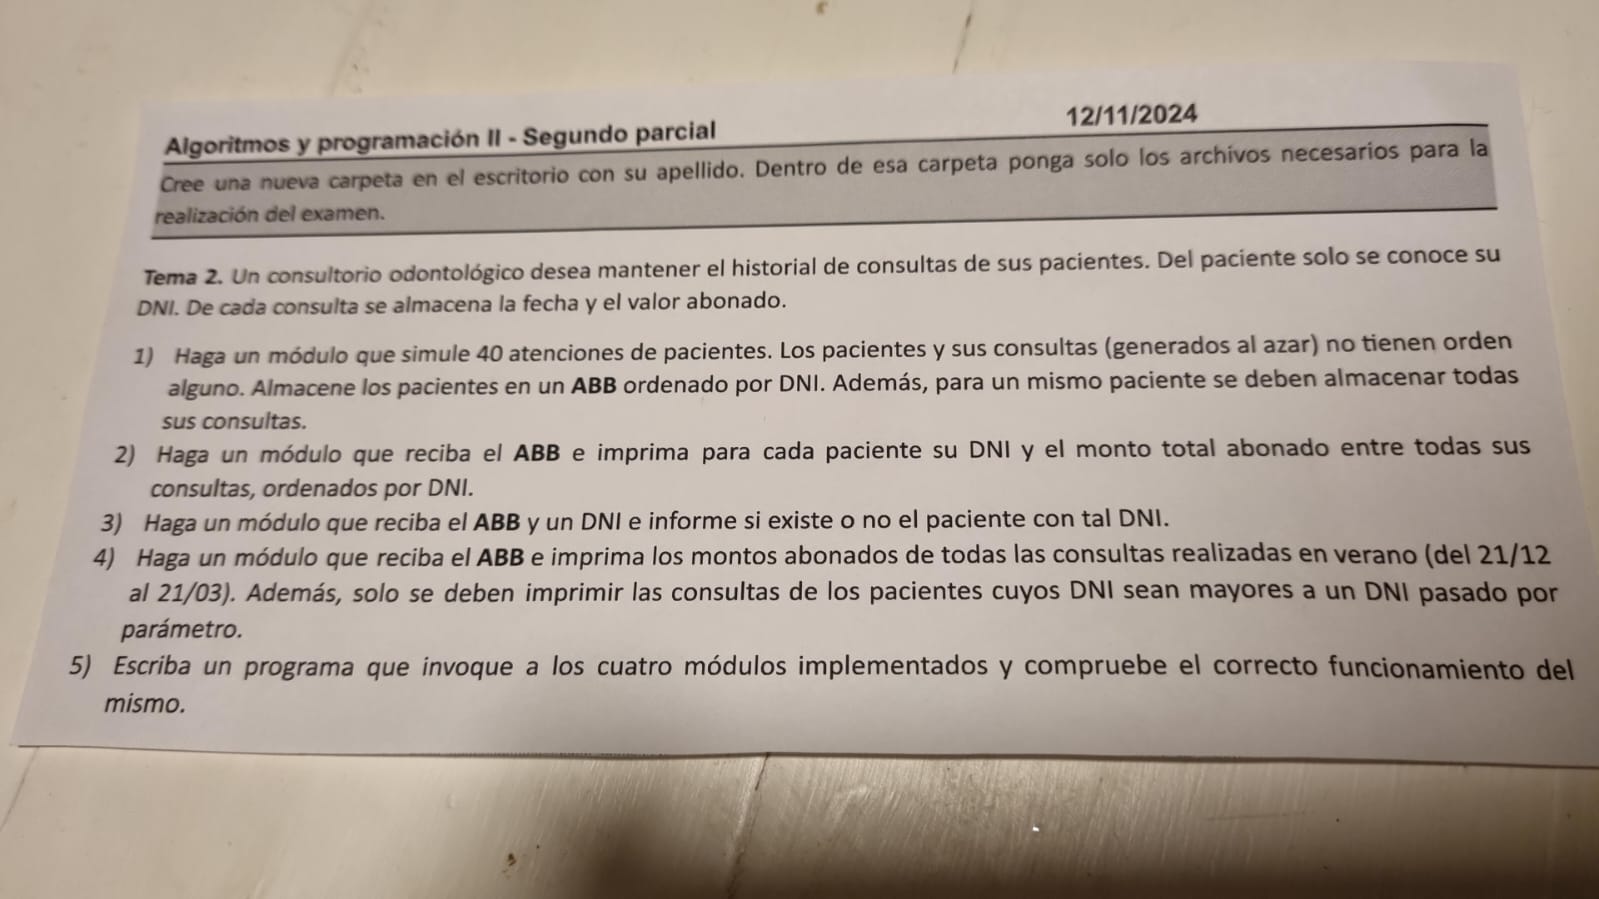 Algoritmos y programación II - Segundo parcial 12/11/2024
Cree una nueva carpeta en el escritorio con su apellido. Dentro de esa carpeta ponga solo los archivos necesarios para la
realización del examen.
Tema 2. Un consultorio odontológico desea mantener el historial de consultas de sus pacientes. Del paciente solo se conoce su
DNI. De cada consulta se almacena la fecha y el valor abonado.
1) Haga un módulo que simule 40 atenciones de pacientes. Los pacientes y sus consultas (generados al azar) no tienen orden
alguno. Almacene los pacientes en un ABB ordenado por DNI. Además, para un mismo paciente se deben almacenar todas
sus consultas.
2) Haga un módulo que reciba el ABB e imprima para cada paciente su DNI y el monto total abonado entre todas sus
consultas, ordenados por DNI.
3) Haga un módulo que reciba el ABB y un DNI e informe si existe o no el paciente con tal DNI.
4) Haga un módulo que reciba el ABB e imprima los montos abonados de todas las consultas realizadas en verano (del 21/12
al 21/03). Además, solo se deben imprimir las consultas de los pacientes cuyos DNI sean mayores a un DNI pasado por
parámetro.
5) Escriba un programa que invoque a los cuatro módulos implementados y compruebe el correcto funcionamiento del
mismo.